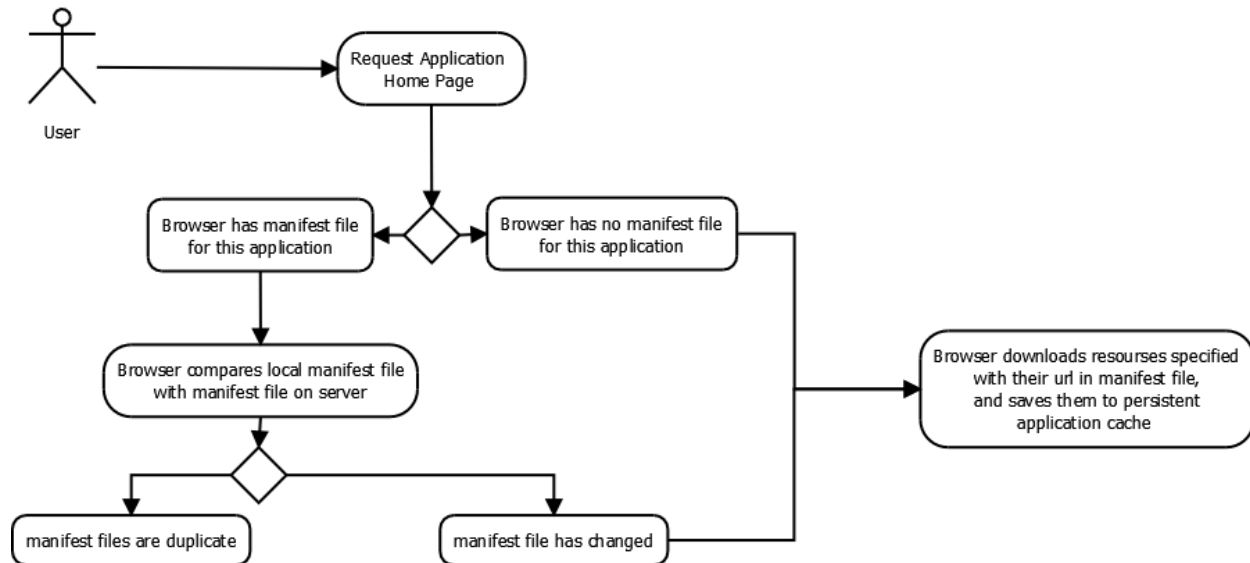 Request Application
Home Page
User
Browser has manifest file
for this application
Browser has no manifest file
for this application
Browser compares local manifest file
with manifest file on server
Browser downloads resourses specified
with their url in manifest file,
and saves them to persistent
application cache
manifest files are duplicate
manifest file has changed